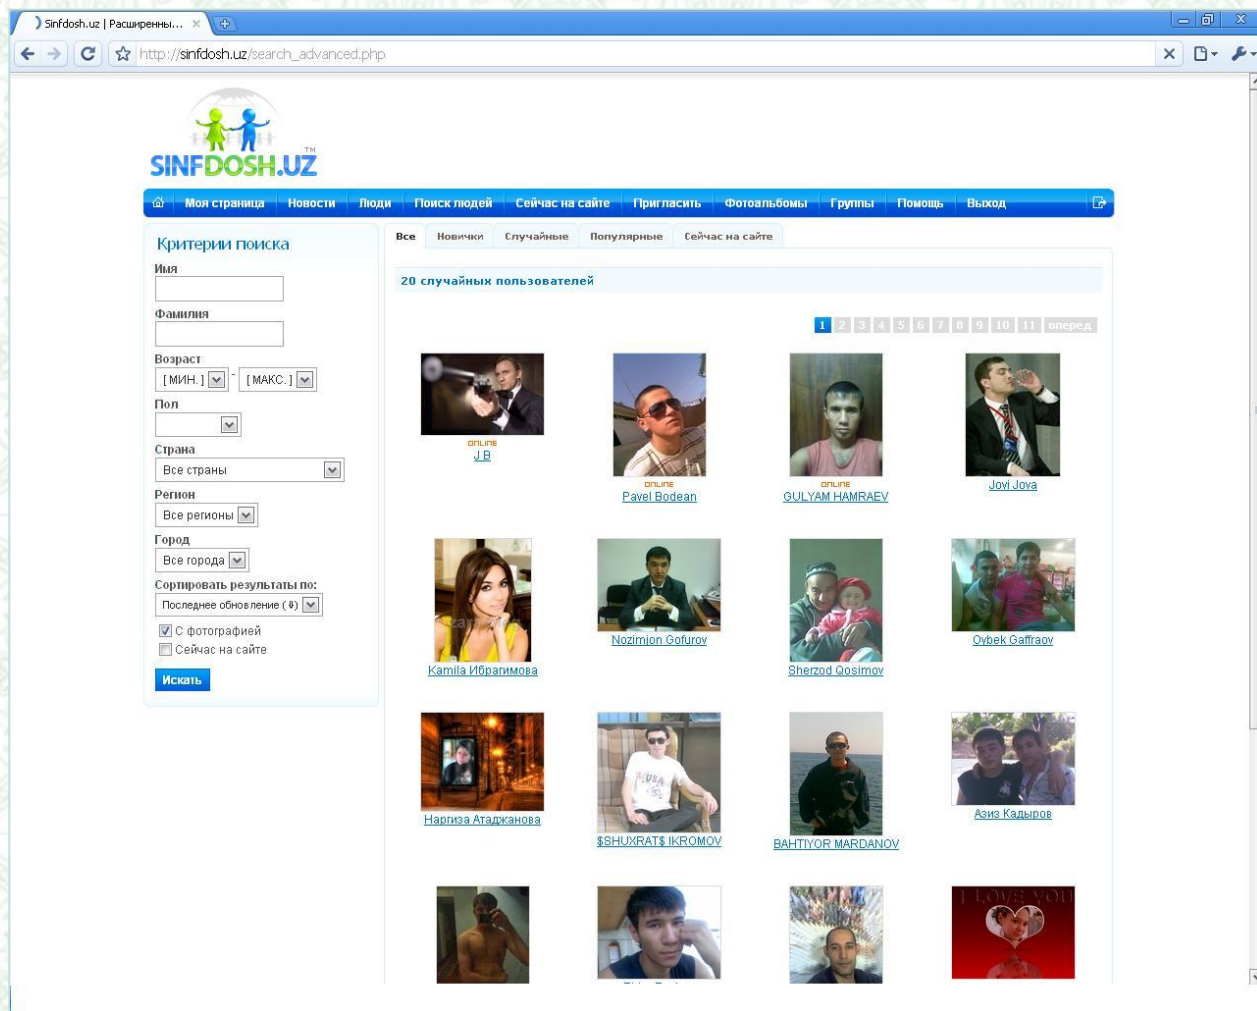 Sinfdosh.uz | Расширенны...
http://sinfdosh.uz/search_advanced.php
SINFDOSH.UZ™
Моя страница Новости Люди Поиск людей Сейчас на сайте Пригласить Фотоальбомы Группы Помощь Выход
Критерии поиска
Имя
Фамилия
Возраст
[ МИН. ] - [ МАКС. ]
Пол
Страна
Все страны
Регион
Все регионы
Город
Все города
Сортировать результаты по:
Последнее обновление (⇓)
С фотографией
Сейчас на сайте
Искать
Все Новички Случайные Популярные Сейчас на сайте
20 случайных пользователей
1 2 3 4 5 6 7 8 9 10 11 вперед
ONLINE
J B
ONLINE
Pavel Bodean
ONLINE
GULYAM HAMRAEV
Jovi Jova
Kamila Ибрагимова
Nozimjon Gofurov
Sherzod Qosimov
Oybek Gaffraov
Наргиза Атаджанова
$SHUXRAT$ IKROMOV
BAHTIYOR MARDANOV
Азиз Кадыров
I LOVE YOU